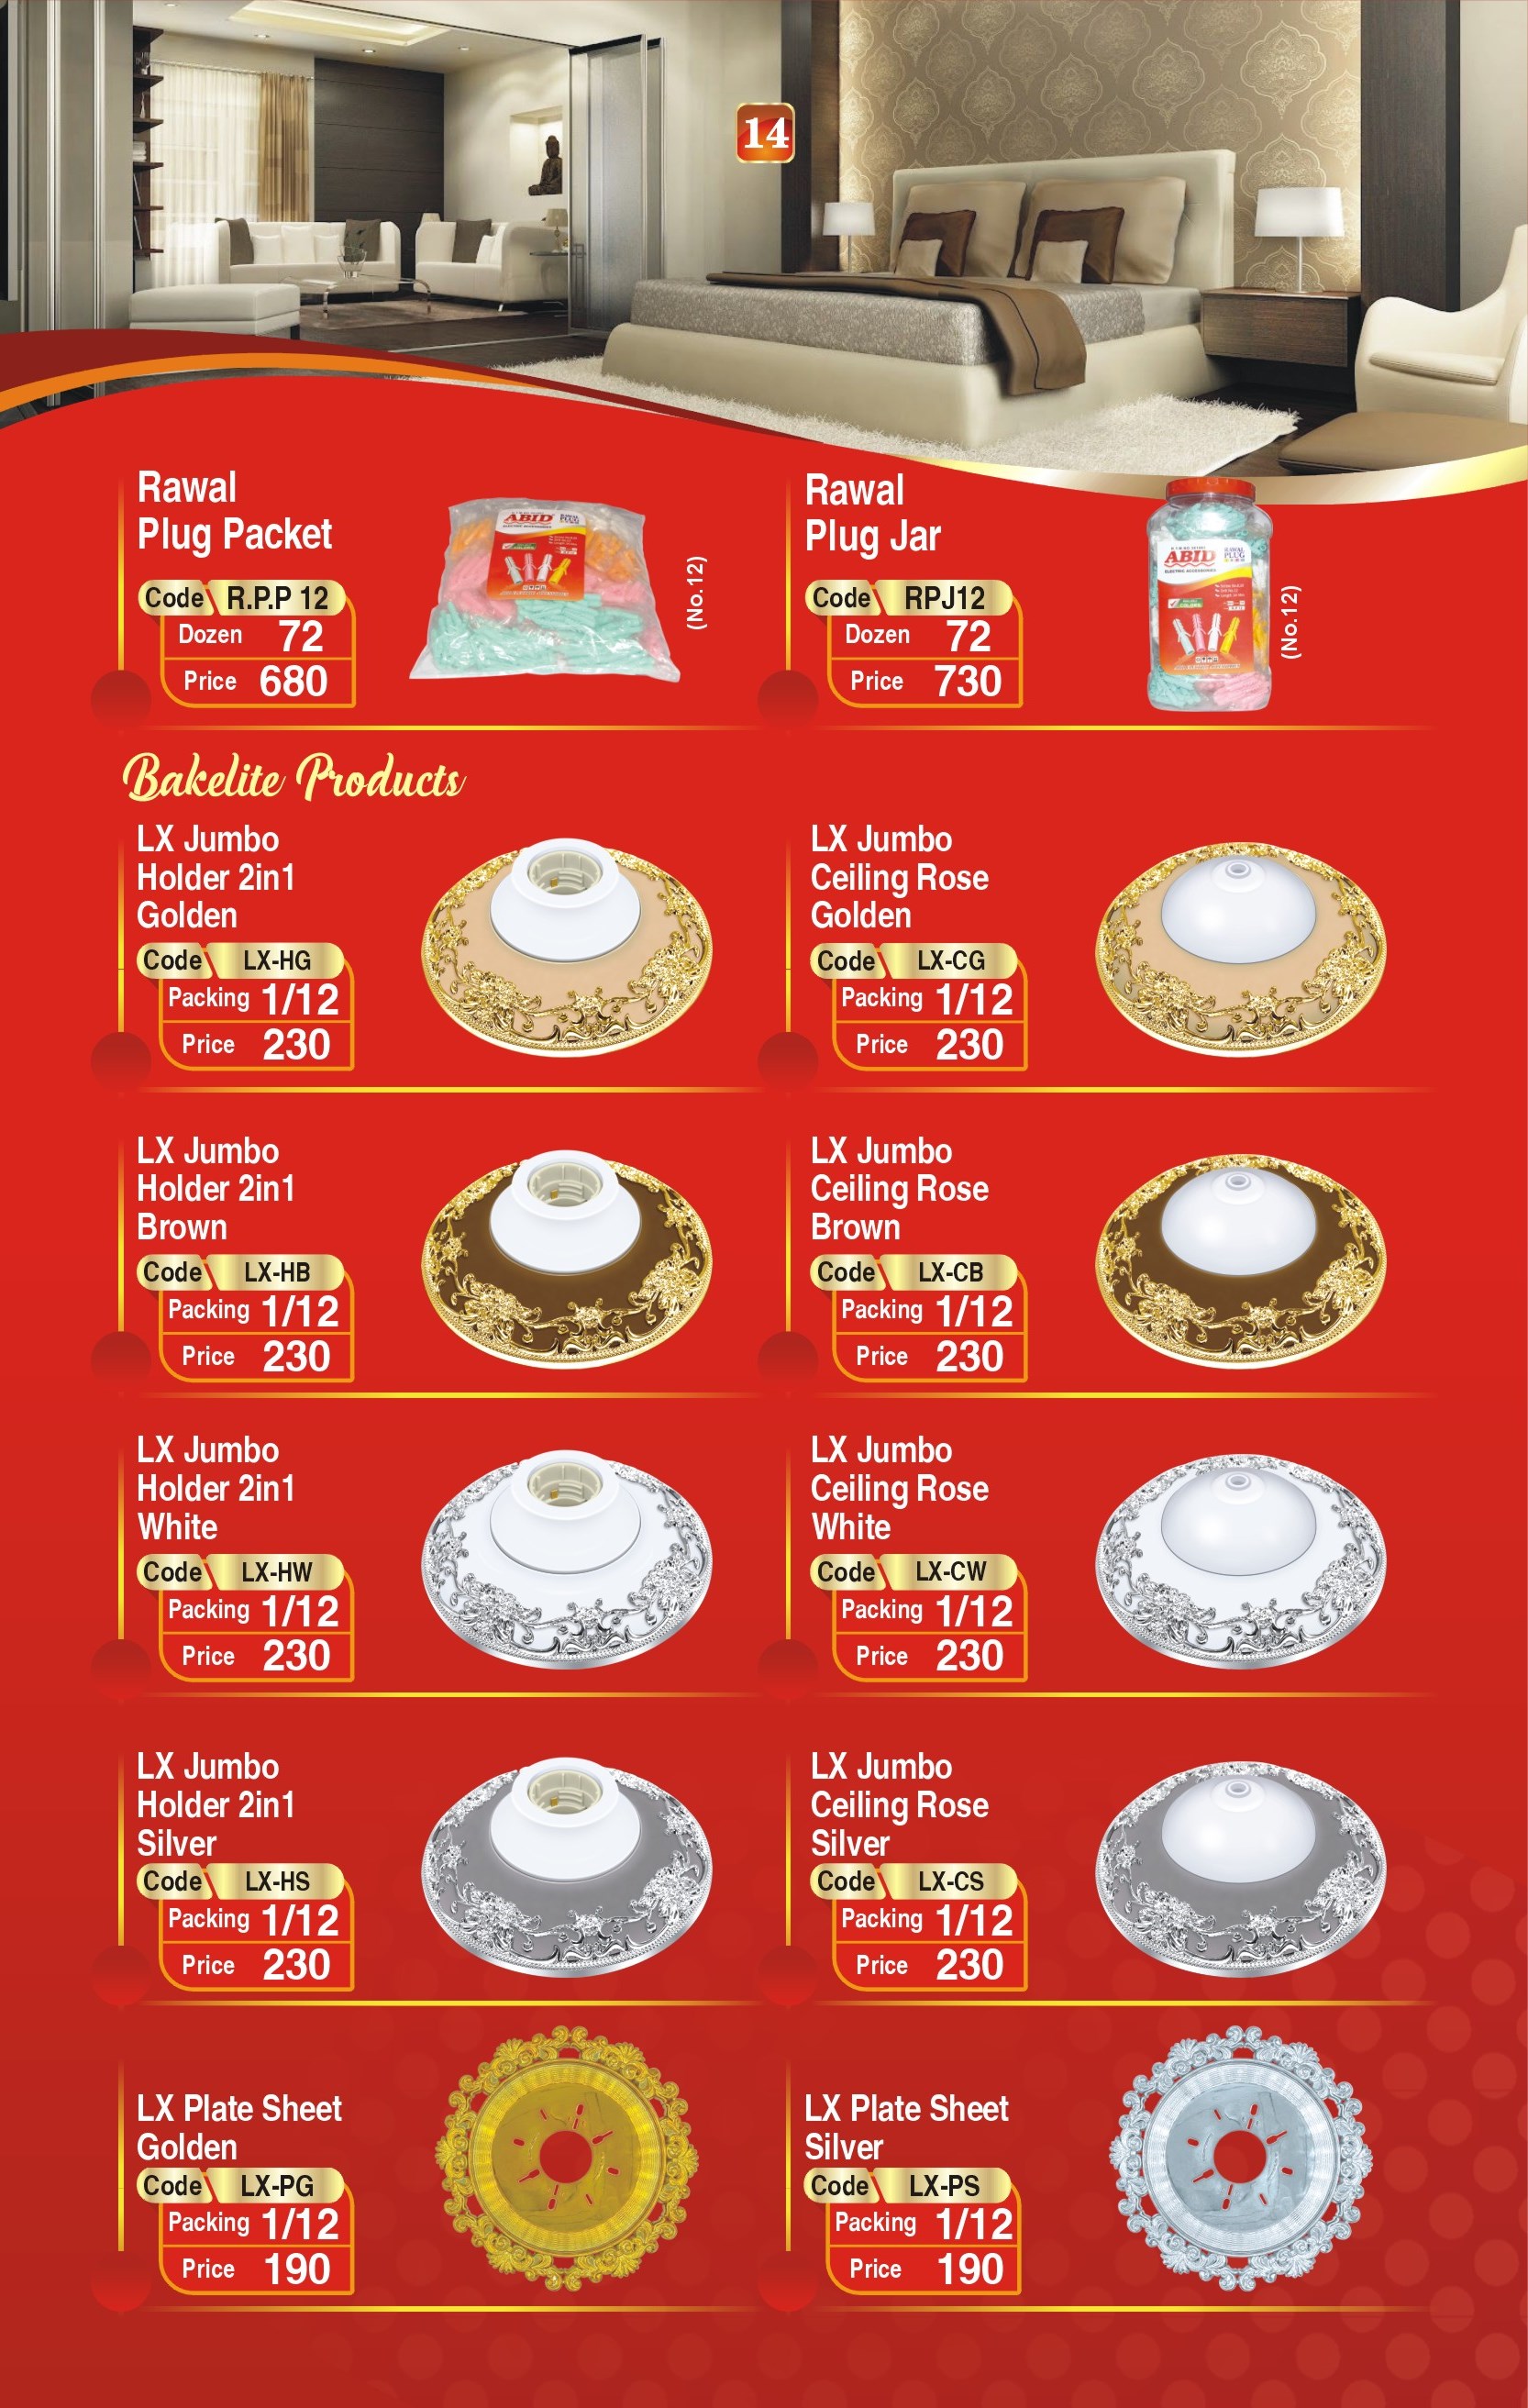 14
Rawal
Plug Packet
Code R.P.P 12
Dozen 72
Price 680
ABID
ELECTRIC ACCESSORIES
(No.12)
Rawal
Plug Jar
Code RPJ12
Dozen 72
Price 730
ABID
RAWAL
PLUG
ELECTRIC ACCESSORIES
(No.12)
Bakelite Products
LX Jumbo
Holder 2in1
Golden
Code LX-HG
Packing 1/12
Price 230
LX Jumbo
Ceiling Rose
Golden
Code LX-CG
Packing 1/12
Price 230
LX Jumbo
Holder 2in1
Brown
Code LX-HB
Packing 1/12
Price 230
LX Jumbo
Ceiling Rose
Brown
Code LX-CB
Packing 1/12
Price 230
LX Jumbo
Holder 2in1
White
Code LX-HW
Packing 1/12
Price 230
LX Jumbo
Ceiling Rose
White
Code LX-CW
Packing 1/12
Price 230
LX Jumbo
Holder 2in1
Silver
Code LX-HS
Packing 1/12
Price 230
LX Jumbo
Ceiling Rose
Silver
Code LX-CS
Packing 1/12
Price 230
LX Plate Sheet
Golden
Code LX-PG
Packing 1/12
Price 190
LX Plate Sheet
Silver
Code LX-PS
Packing 1/12
Price 190